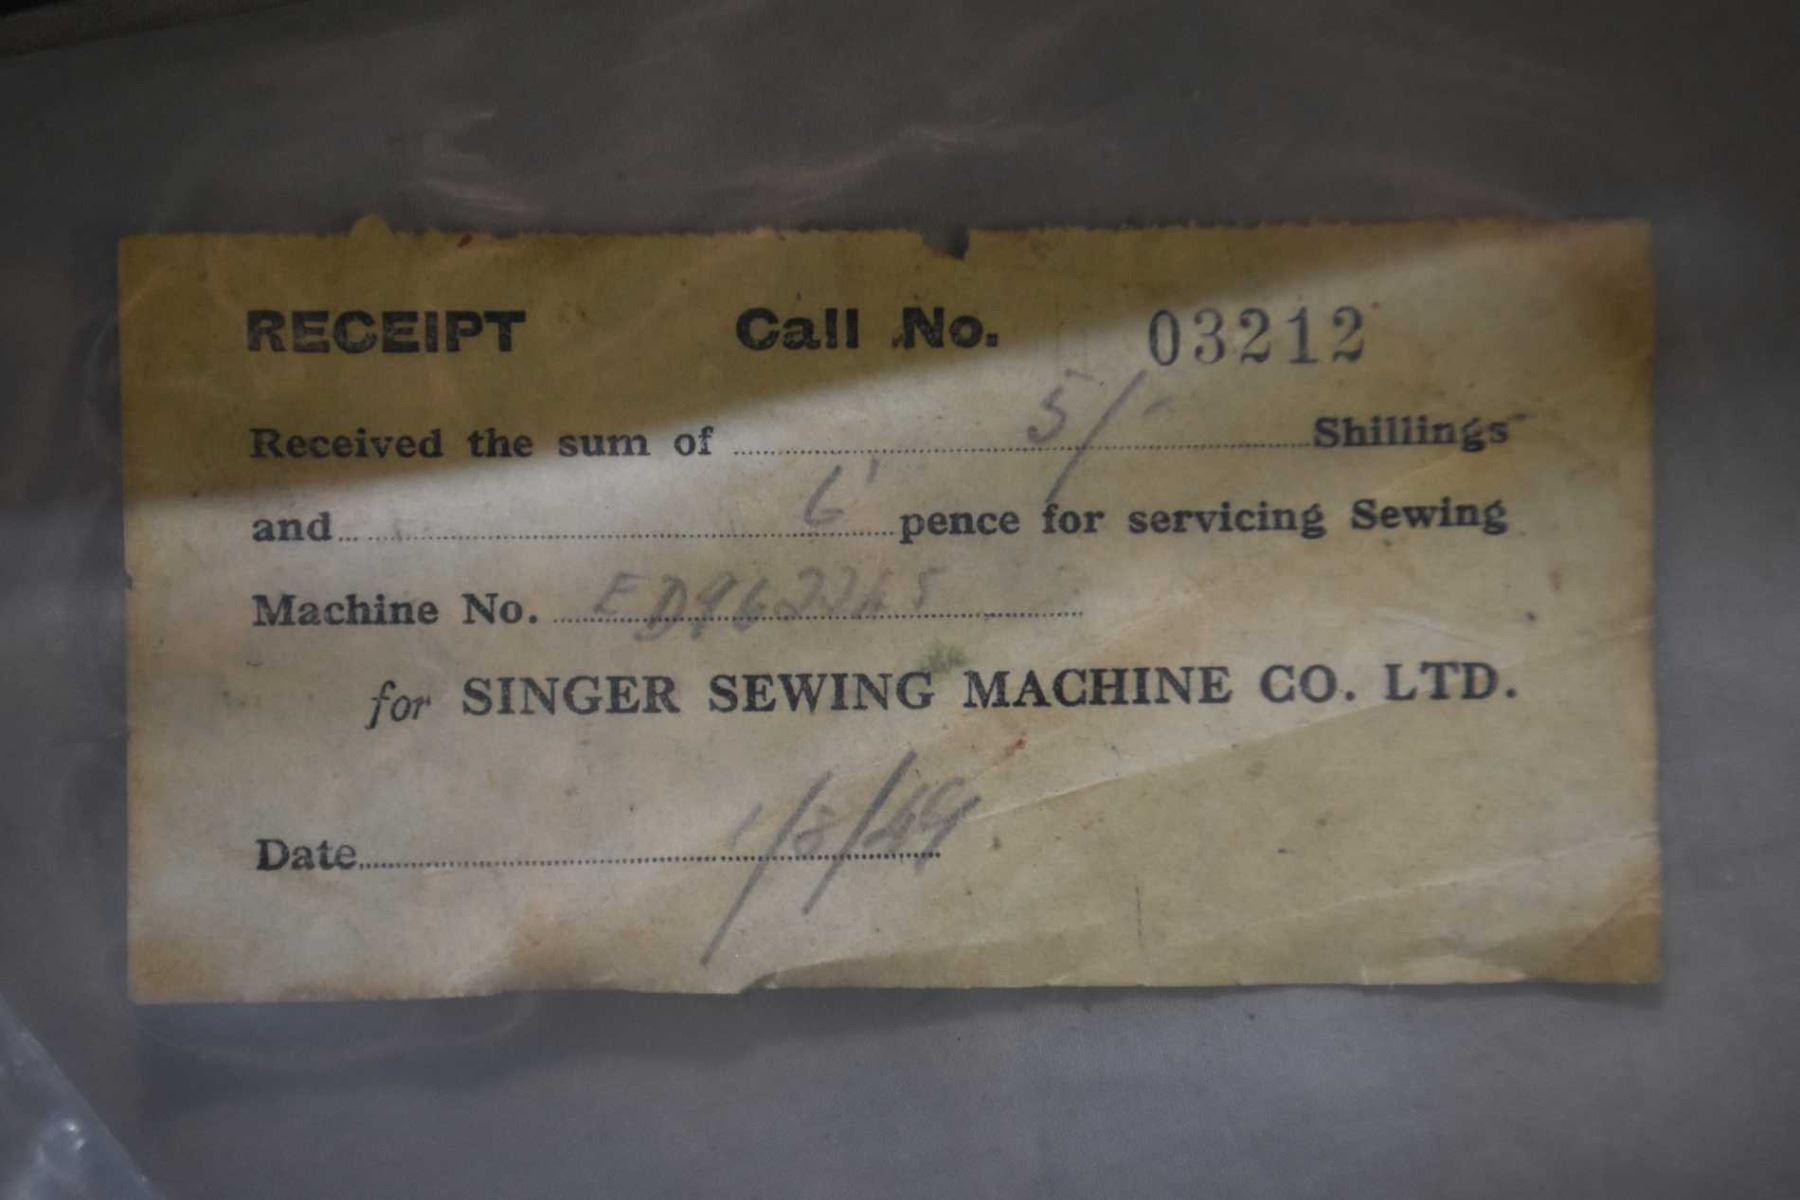 RECEIPT Call No. 03212
Received the sum of 5/- Shillings
and 6 pence for servicing Sewing
Machine No.
for SINGER SEWING MACHINE CO. LTD.
Date 1/8/49